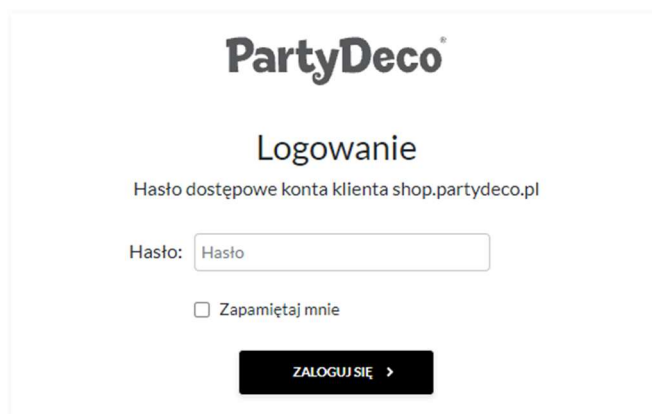 PartyDeco®
Logowanie
Hasło dostępowe konta klienta shop.partydeco.pl
Hasło: Hasło
Zapamiętaj mnie
ZALOGUJ SIĘ >